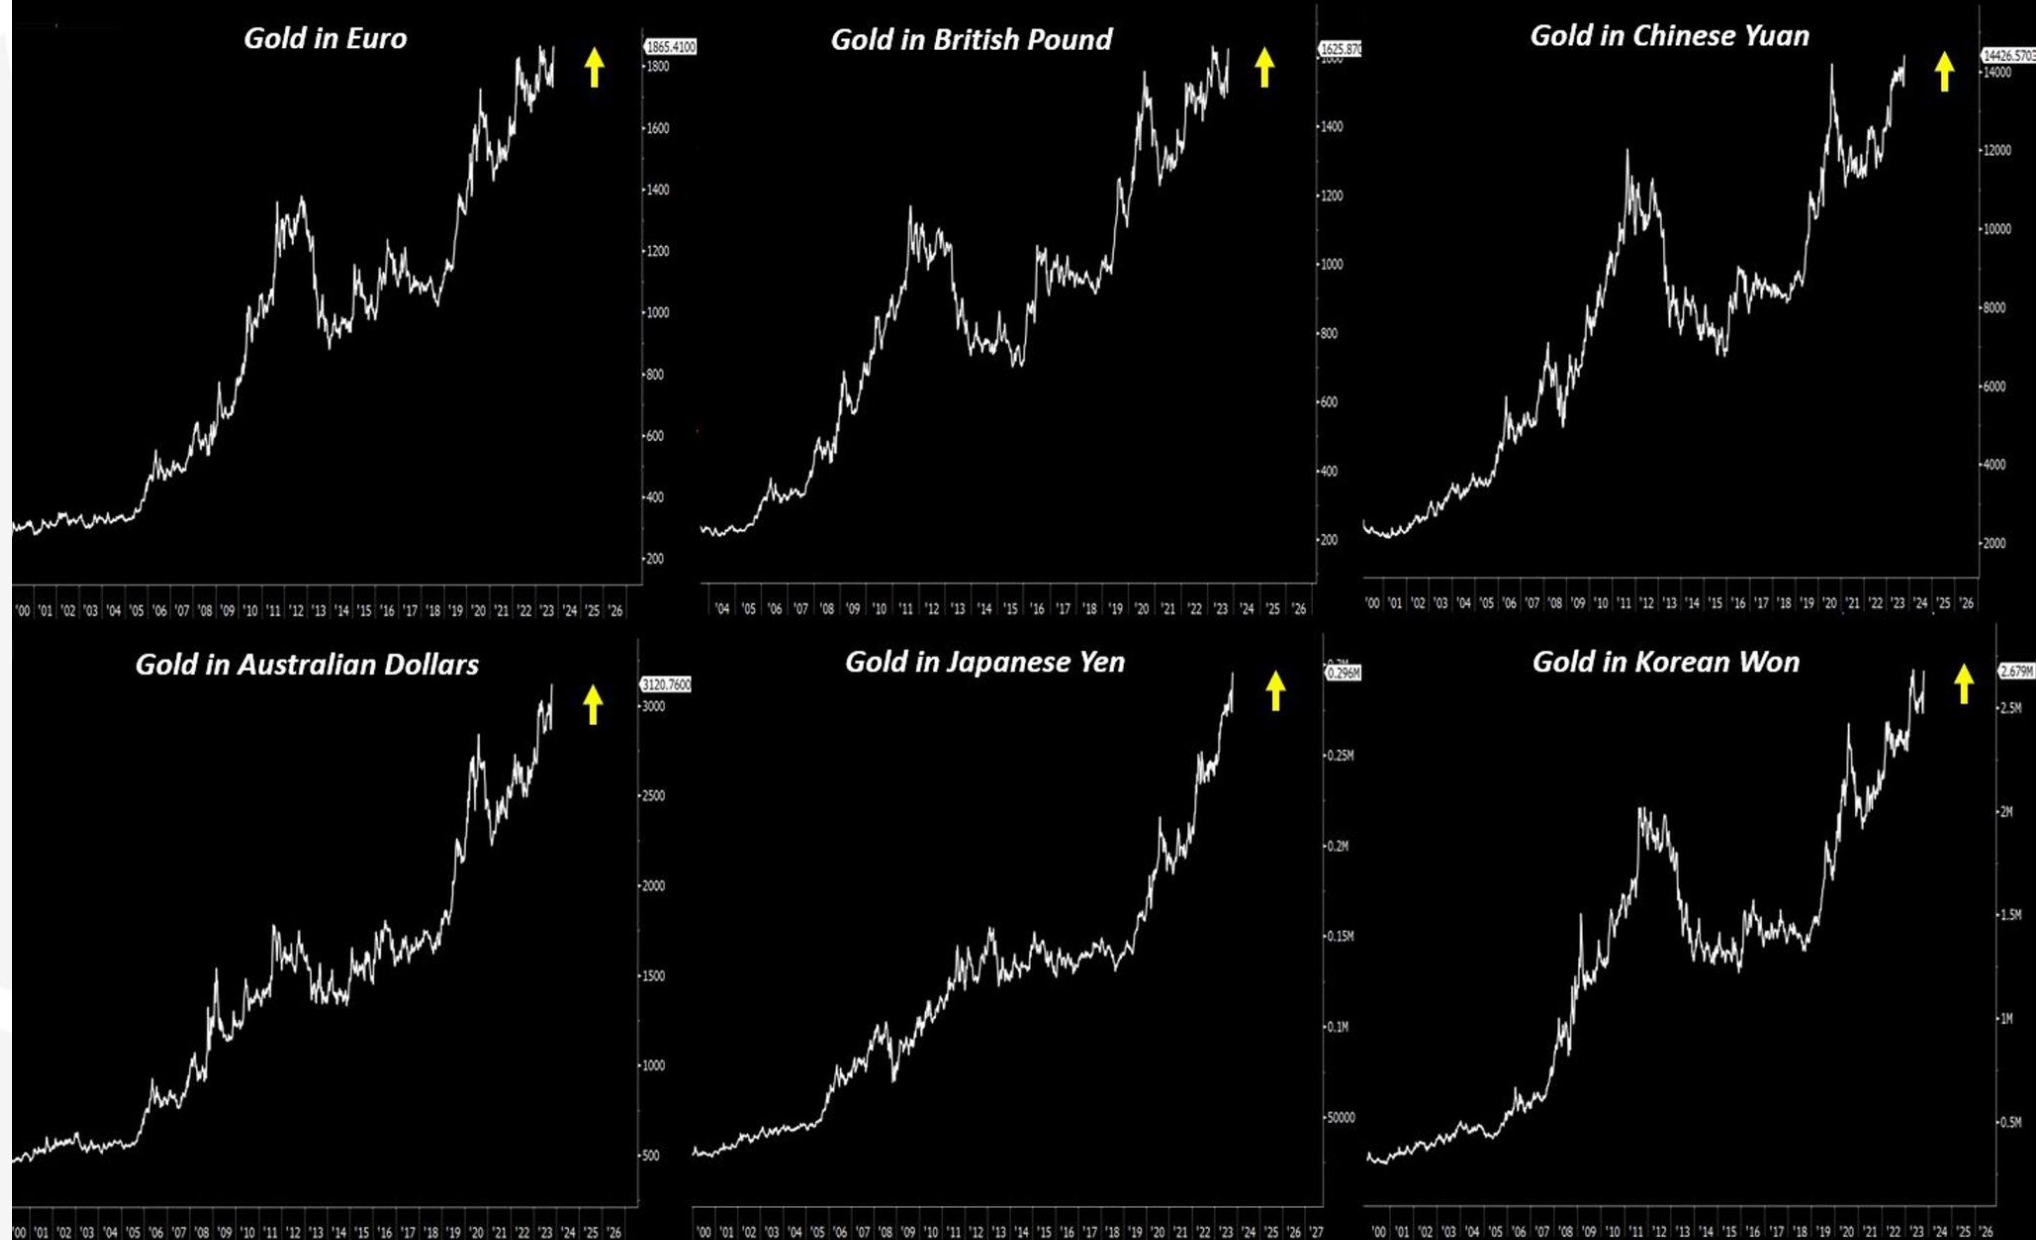 Gold in Euro
1865.4100
1800
1600
1400
1200
1000
800
600
400
200
'00 '01 '02 '03 '04 '05 '06 '07 '08 '09 '10 '11 '12 '13 '14 '15 '16 '17 '18 '19 '20 '21 '22 '23 '24 '25 '26
Gold in British Pound
1625.870
1400
1200
1000
800
600
400
200
'04 '05 '06 '07 '08 '09 '10 '11 '12 '13 '14 '15 '16 '17 '18 '19 '20 '21 '22 '23 '24 '25 '26
Gold in Chinese Yuan
14426.5703
14000
12000
10000
8000
6000
4000
2000
'00 '01 '02 '03 '04 '05 '06 '07 '08 '09 '10 '11 '12 '13 '14 '15 '16 '17 '18 '19 '20 '21 '22 '23 '24 '25 '26
Gold in Australian Dollars
3120.7600
3000
2500
2000
1500
1000
500
'00 '01 '02 '03 '04 '05 '06 '07 '08 '09 '10 '11 '12 '13 '14 '15 '16 '17 '18 '19 '20 '21 '22 '23 '24 '25 '26
Gold in Japanese Yen
0.296M
0.25M
0.2M
0.15M
0.1M
50000
'00 '01 '02 '03 '04 '05 '06 '07 '08 '09 '10 '11 '12 '13 '14 '15 '16 '17 '18 '19 '20 '21 '22 '23 '24 '25 '26 '27
Gold in Korean Won
2.679M
2.5M
2M
1.5M
1M
0.5M
'00 '01 '02 '03 '04 '05 '06 '07 '08 '09 '10 '11 '12 '13 '14 '15 '16 '17 '18 '19 '20 '21 '22 '23 '24 '25 '26